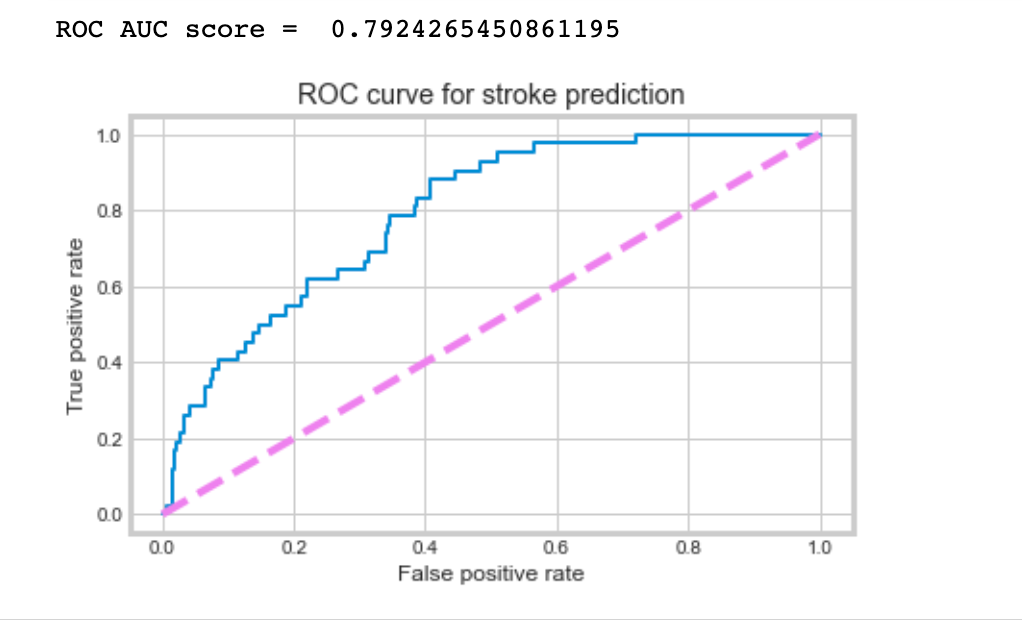 ROC AUC score =  0.7924265450861195
ROC curve for stroke prediction
1.0
0.8
0.6
0.4
0.2
0.0
True positive rate
0.0 0.2 0.4 0.6 0.8 1.0
False positive rate